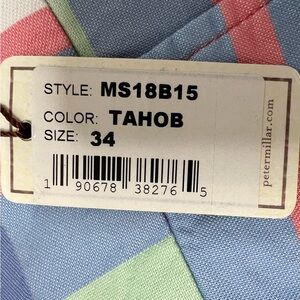 STYLE: MS18B15
COLOR: TAHOB
SIZE: 34
1 90678 38276 5
petermillar.com